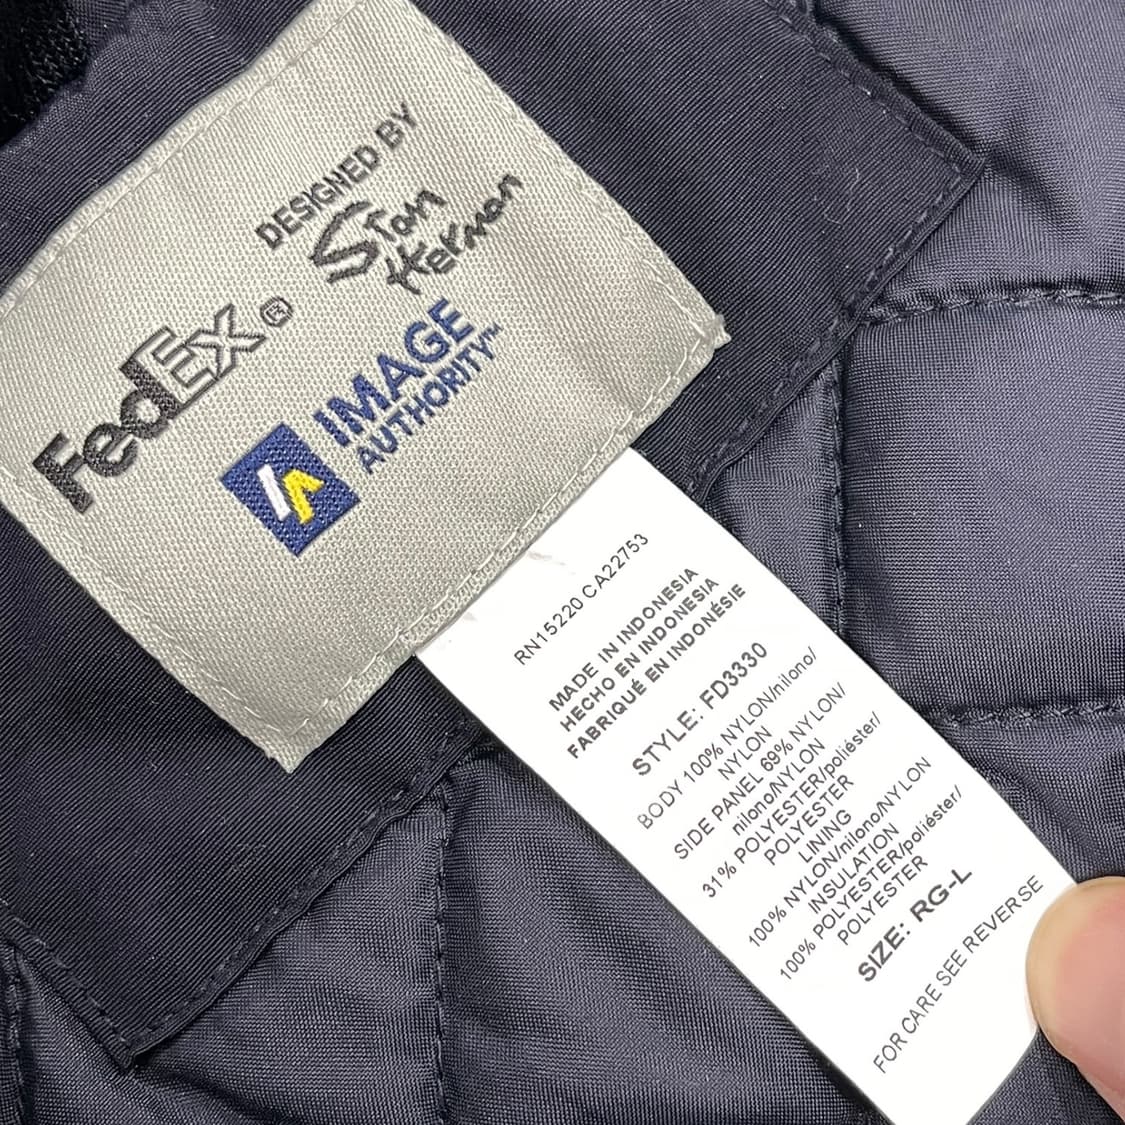 DESIGNED BY
Stan
Herman
FedEx®
IMAGE
AUTHORITY™
RN15220 CA22753
MADE IN INDONESIA
HECHO EN INDONESIA
FABRIQUÉ EN INDONÉSIE
STYLE: FD3330
BODY 100% NYLON/nilono/
NYLON
SIDE PANEL 69% NYLON/
nilono/NYLON
31% POLYESTER/poliéster/
POLYESTER
LINING
100% NYLON/nilono/NYLON
INSULATION
100% POLYESTER/poliéster/
POLYESTER
SIZE: RG-L
FOR CARE SEE REVERSE